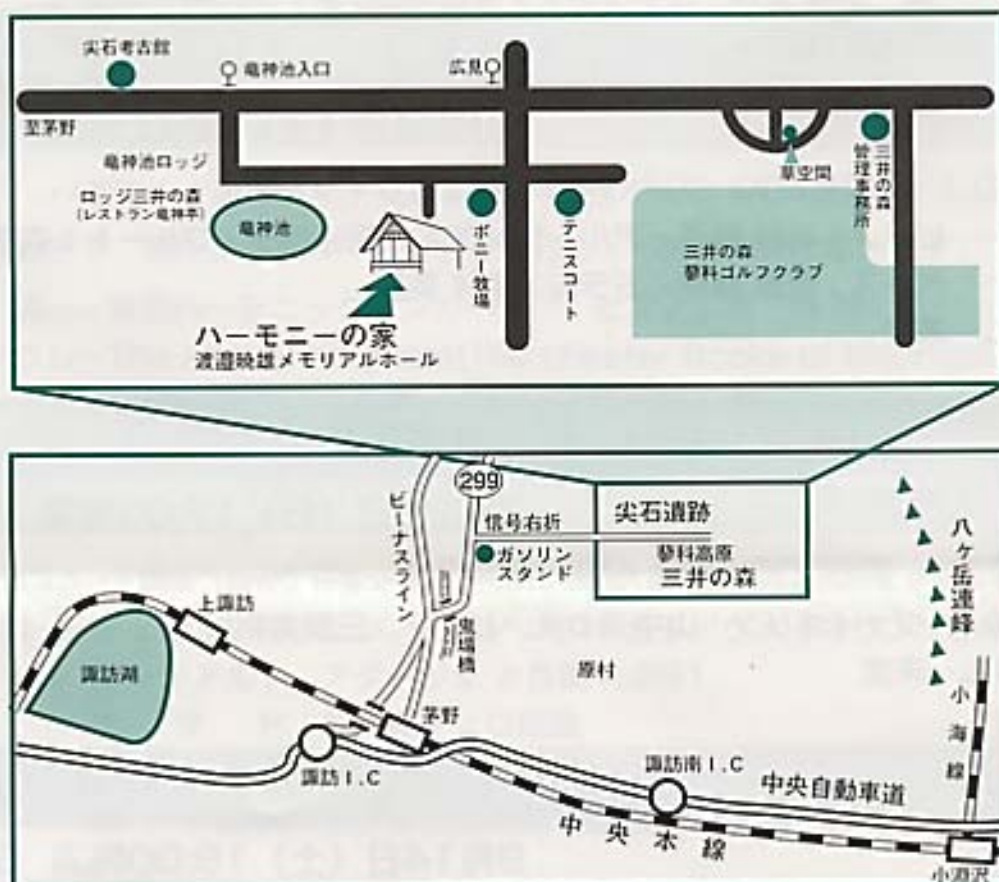 尖石考古館
竜神池入口
広見
至茅野
竜神池ロッジ
ロッジ三井の森
(レストラン竜神亭)
竜神池
ポニー牧場
テニスコート
草空間
三井の森
管理事務所
三井の森
蓼科ゴルフクラブ
ハーモニーの家
渡邉暁雄メモリアルホール
299
ビーナスライン
信号右折
ガソリン
スタンド
尖石遺跡
蓼科高原
三井の森
八ヶ岳連峰
上諏訪
諏訪湖
鬼場橋
原村
小海線
茅野
諏訪I.C
諏訪南I.C
中央自動車道
中央本線
小淵沢